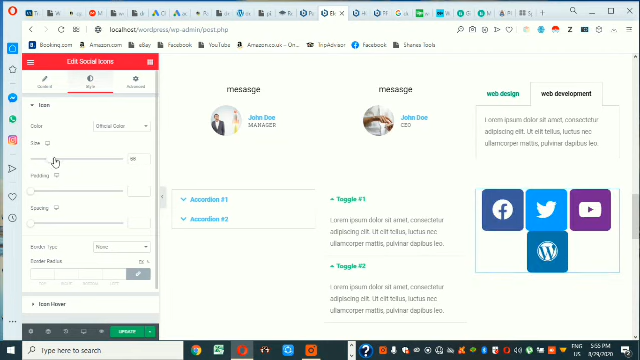 localhost/wordpress/wp-admin/post.php
Booking.com
Amazon.com
eBay
Facebook
YouTube
Amazon.co.uk
TripAdvisor
Facebook
Shanes Tools
Edit Social Icons
Content
Style
Advanced
Icon
Color
Official Color
Size
Padding
Spacing
Border Type
None
Border Radius
Icon Hover
UPDATE
mesasge
John Doe
MANAGER
mesasge
John Doe
CEO
web design
web development
Lorem ipsum dolor sit amet,
consectetur adipiscing elit. Ut elit
tellus, luctus nec ullamcorper
mattis, pulvinar dapibus leo.
Accordion #1
Accordion #2
Toggle #1
Lorem ipsum dolor sit amet, consectetur
adipiscing elit. Ut elit tellus, luctus nec
ullamcorper mattis, pulvinar dapibus leo.
Toggle #2
Lorem ipsum dolor sit amet, consectetur
adipiscing elit. Ut elit tellus, luctus nec
ullamcorper mattis, pulvinar dapibus leo.
Type here to search
ENG
US
5:55 PM
8/29/2020